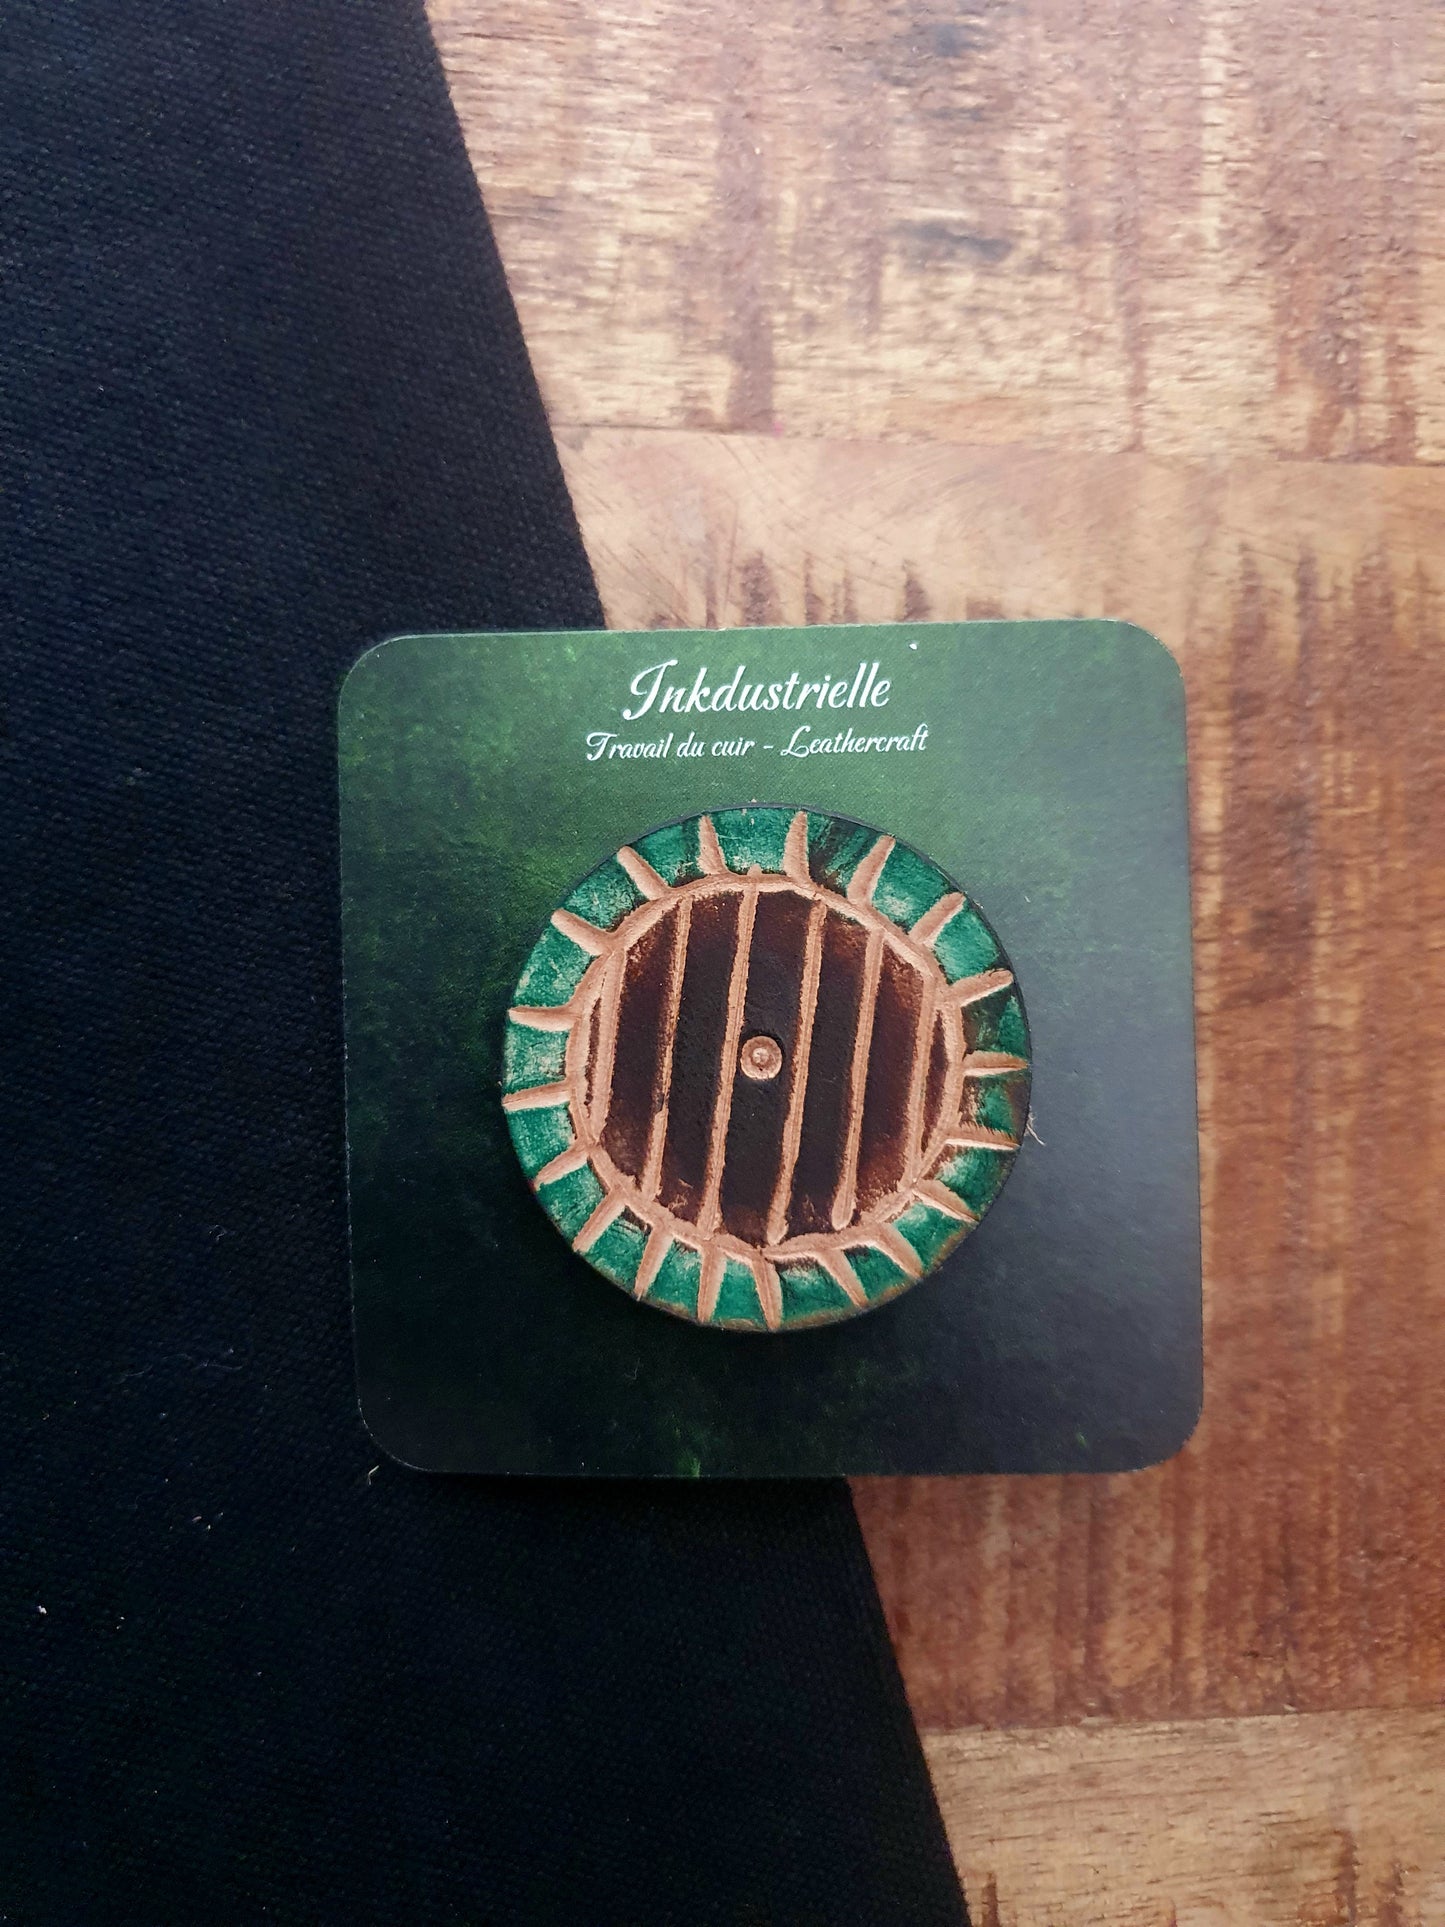 Inkdustrielle
Travail du cuir - Leathercraft